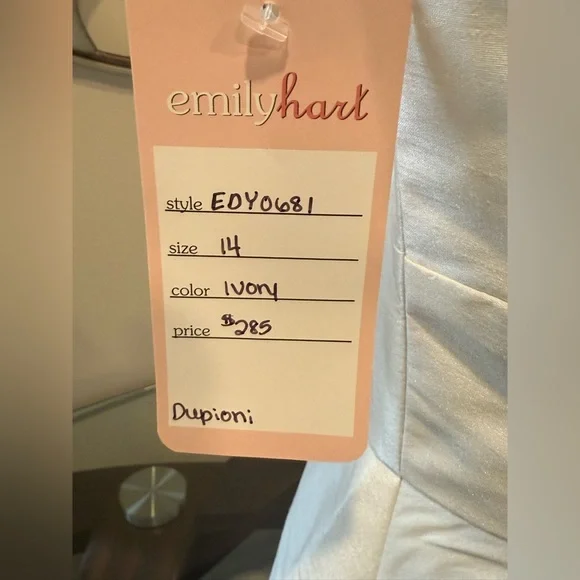 emilyhart
style EDY0681
size 14
color Ivory
price $285
Dupioni